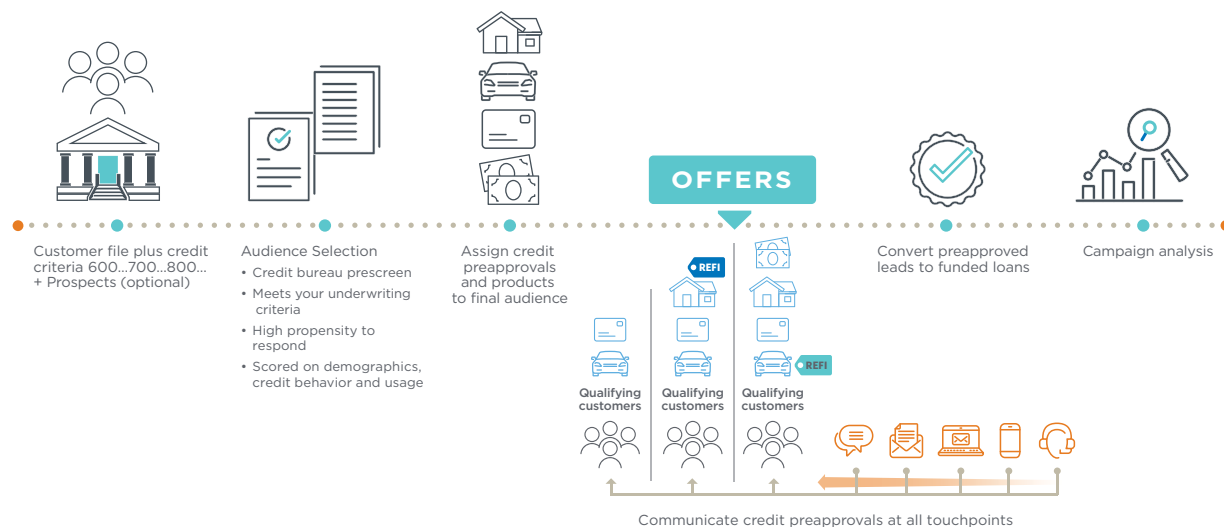 OFFERS
Customer file plus credit
criteria 600...700...800...
+ Prospects (optional)
Audience Selection
• Credit bureau prescreen
• Meets your underwriting
criteria
• High propensity to
respond
• Scored on demographics,
credit behavior and usage
Assign credit
preapprovals
and products
to final audience
REFI
REFI
Qualifying
customers
Qualifying
customers
Qualifying
customers
Convert preapproved
leads to funded loans
Campaign analysis
Communicate credit preapprovals at all touchpoints